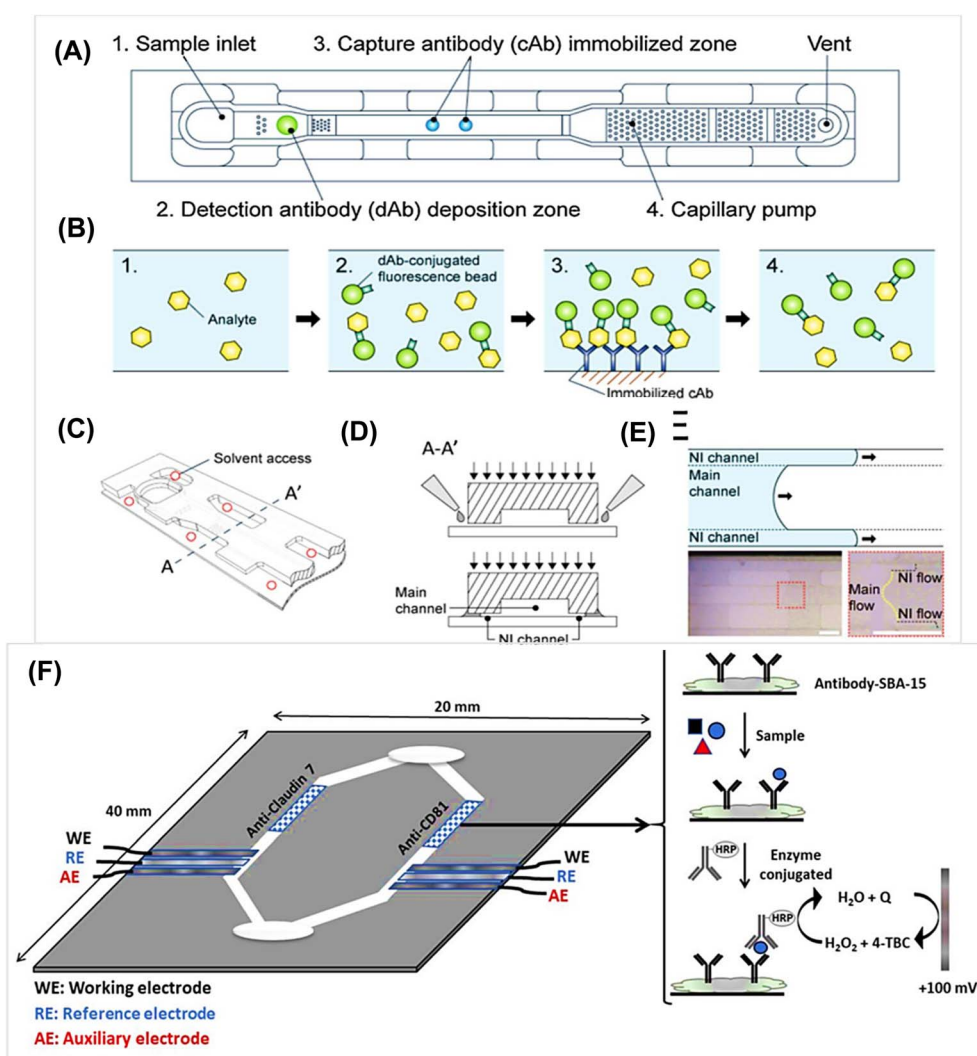 (A)
1. Sample inlet
3. Capture antibody (cAb) immobilized zone
Vent
2. Detection antibody (dAb) deposition zone
4. Capillary pump
(B)
1.
Analyte
2.
dAb-conjugated
fluorescence bead
3.
Immobilized cAb
4.
(C)
Solvent access
A'
A
(D)
A-A'
Main
channel
NI channel
(E)
NI channel
Main
channel
NI channel
NI flow
Main
flow
NI flow
(F)
20 mm
40 mm
Anti-Claudin 7
Anti-CD81
WE
RE
AE
WE
RE
AE
WE: Working electrode
RE: Reference electrode
AE: Auxiliary electrode
Antibody-SBA-15
Sample
HRP
Enzyme
conjugated
HRP
H2O + Q
H2O2 + 4-TBC
+100 mV